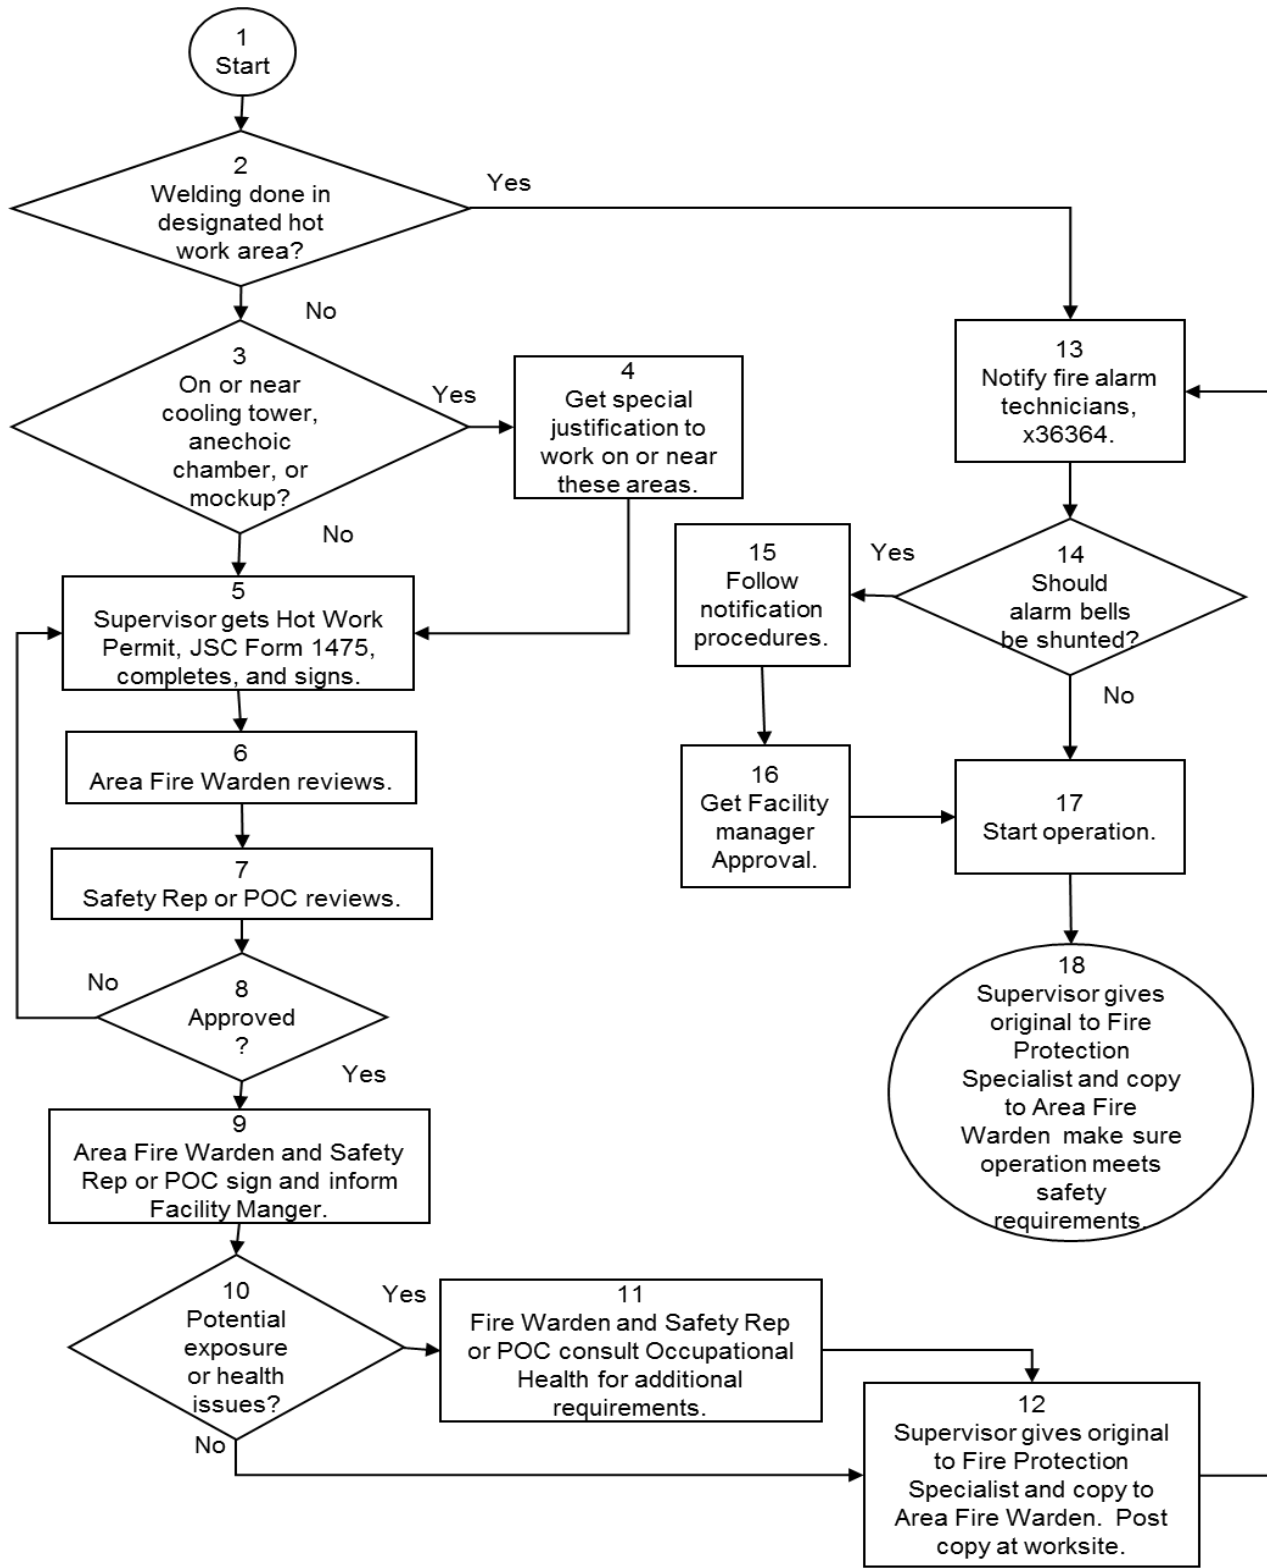 1
Start
2
Welding done in
designated hot
work area?
Yes
No
3
On or near
cooling tower,
anechoic
chamber, or
mockup?
Yes
No
4
Get special
justification to
work on or near
these areas.
5
Supervisor gets Hot Work
Permit, JSC Form 1475,
completes, and signs.
6
Area Fire Warden reviews.
7
Safety Rep or POC reviews.
8
Approved
?
No
Yes
9
Area Fire Warden and Safety
Rep or POC sign and inform
Facility Manger.
10
Potential
exposure
or health
issues?
Yes
No
11
Fire Warden and Safety Rep
or POC consult Occupational
Health for additional
requirements.
12
Supervisor gives original
to Fire Protection
Specialist and copy to
Area Fire Warden. Post
copy at worksite.
13
Notify fire alarm
technicians,
x36364.
14
Should
alarm bells
be shunted?
Yes
No
15
Follow
notification
procedures.
16
Get Facility
manager
Approval.
17
Start operation.
18
Supervisor gives
original to Fire
Protection
Specialist and copy
to Area Fire
Warden make sure
operation meets
safety
requirements.